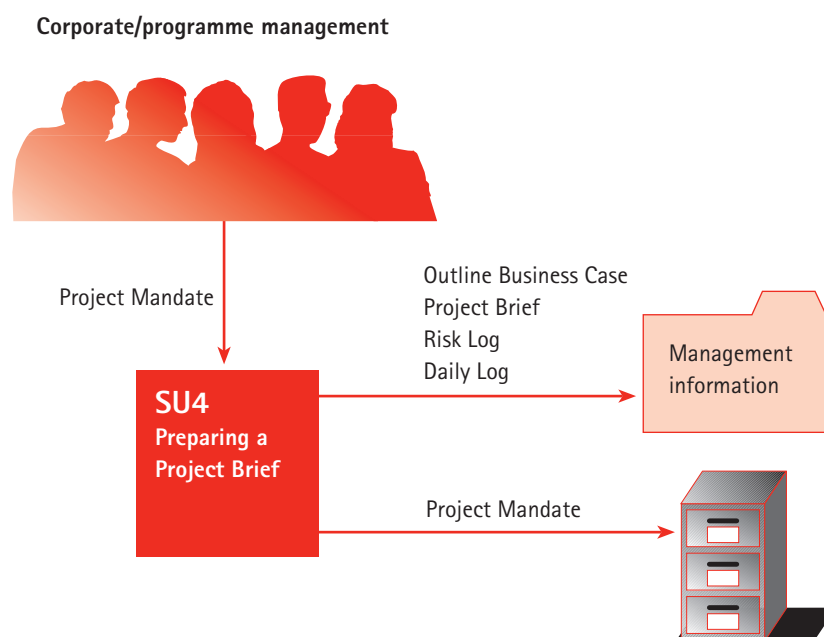 Corporate/programme management
Project Mandate
Outline Business Case
Project Brief
Risk Log
Daily Log
Management
information
SU4
Preparing a
Project Brief
Project Mandate